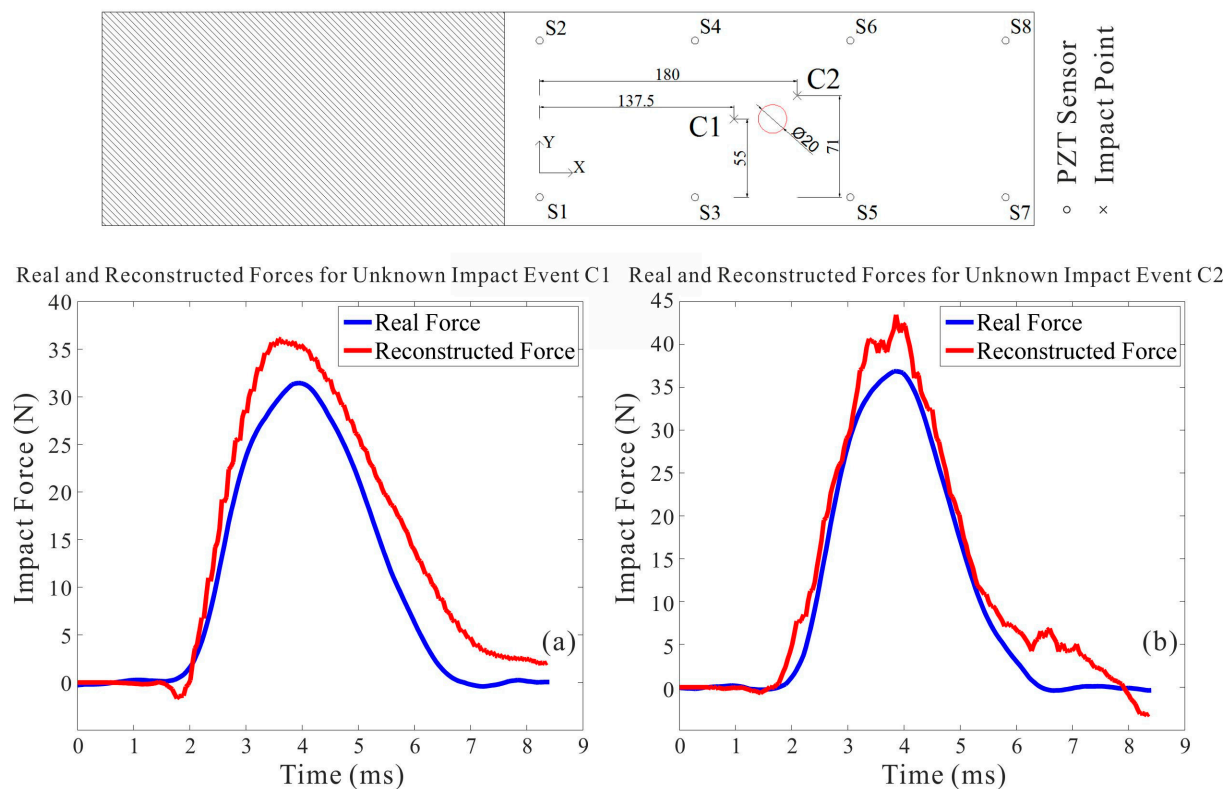 S2
S4
S6
S8
180
C2
137.5
C1
Ø20
71
55
Y
X
S1
S3
S5
S7
PZT Sensor
Impact Point
Real and Reconstructed Forces for Unknown Impact Event C1
40
35
30
25
20
15
10
5
0
Impact Force (N)
Real Force
Reconstructed Force
(a)
0 1 2 3 4 5 6 7 8 9
Time (ms)
Real and Reconstructed Forces for Unknown Impact Event C2
45
40
35
30
25
20
15
10
5
0
Impact Force (N)
Real Force
Reconstructed Force
(b)
0 1 2 3 4 5 6 7 8 9
Time (ms)